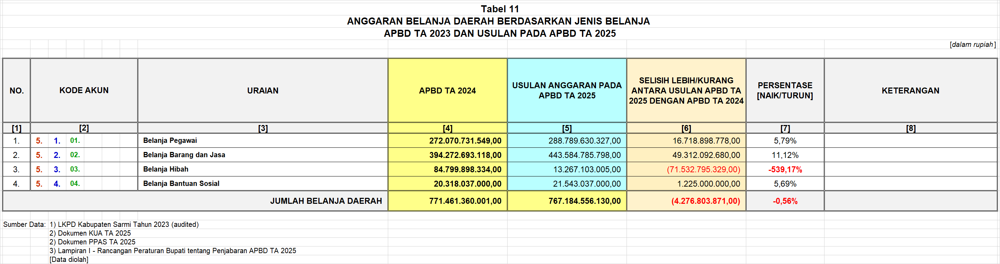 Tabel 11
ANGGARAN BELANJA DAERAH BERDASARKAN JENIS BELANJA
APBD TA 2023 DAN USULAN PADA APBD TA 2025
[dalam rupiah]
NO.
KODE AKUN
URAIAN
APBD TA 2024
USULAN ANGGARAN PADA
APBD TA 2025
SELISIH LEBIH/KURANG
ANTARA USULAN APBD TA
2025 DENGAN APBD TA 2024
PERSENTASE
[NAIK/TURUN]
KETERANGAN
[1] [2] [3] [4] [5] [6] [7] [8]
1. 5. 1. 01. Belanja Pegawai 272.070.731.549,00 288.789.630.327,00 16.718.898.778,00 5,79%
2. 5. 2. 02. Belanja Barang dan Jasa 394.272.693.118,00 443.584.785.798,00 49.312.092.680,00 11,12%
3. 5. 3. 03. Belanja Hibah 84.799.898.334,00 13.267.103.005,00 (71.532.795.329,00) -539,17%
4. 5. 4. 04. Belanja Bantuan Sosial 20.318.037.000,00 21.543.037.000,00 1.225.000.000,00 5,69%
JUMLAH BELANJA DAERAH 771.461.360.001,00 767.184.556.130,00 (4.276.803.871,00) -0,56%
Sumber Data: 1) LKPD Kabupaten Sarmi Tahun 2023 (audited)
2) Dokumen KUA TA 2025
2) Dokumen PPAS TA 2025
3) Lampiran I - Rancangan Peraturan Bupati tentang Penjabaran APBD TA 2025
[Data diolah]